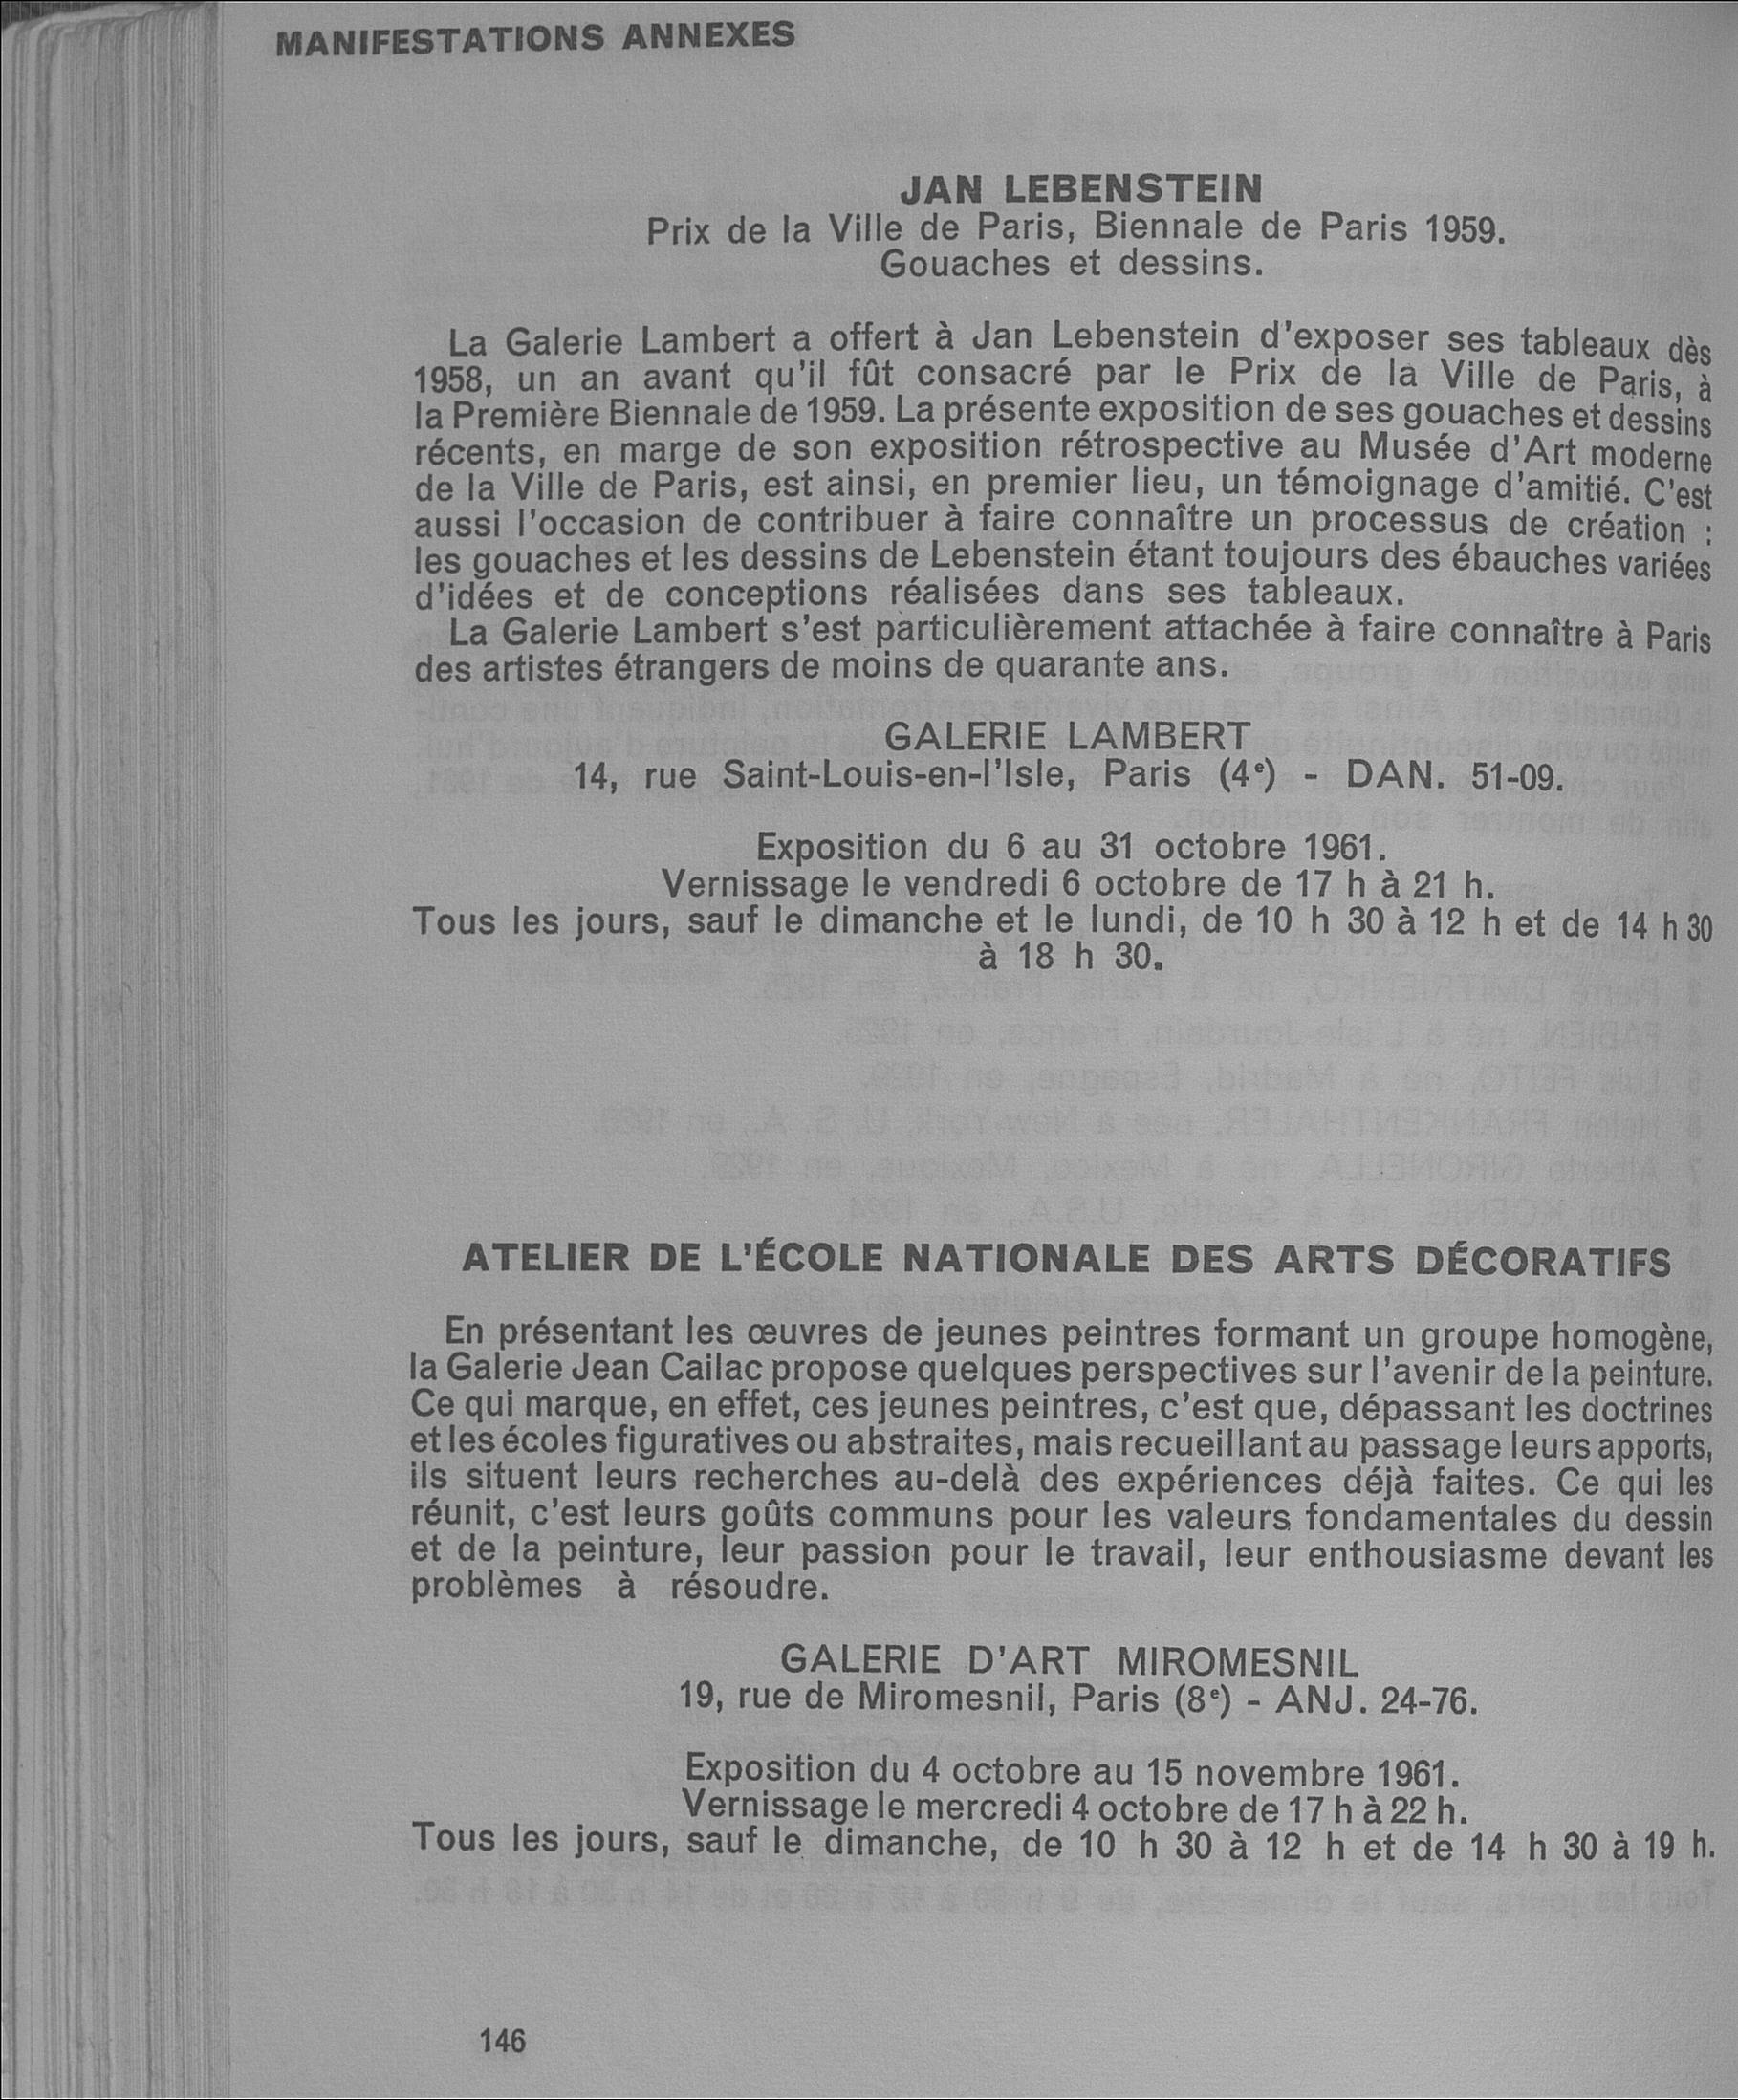 MANIFESTATIONS ANNEXES
JAN LEBENSTEIN
Prix de la Ville de Paris, Biennale de Paris 1959.
Gouaches et dessins.
La Galerie Lambert a offert à Jan Lebenstein d'exposer ses tableaux dès
1958, un an avant qu'il fût consacré par le Prix de la Ville de Paris, à
la Première Biennale de 1959. La présente exposition de ses gouaches et dessins
récents, en marge de son exposition rétrospective au Musée d'Art moderne
de la Ville de Paris, est ainsi, en premier lieu, un témoignage d'amitié. C'est
aussi l'occasion de contribuer à faire connaître un processus de création :
les gouaches et les dessins de Lebenstein étant toujours des ébauches variées
d'idées et de conceptions réalisées dans ses tableaux.
La Galerie Lambert s'est particulièrement attachée à faire connaître à Paris
des artistes étrangers de moins de quarante ans.
GALERIE LAMBERT
14, rue Saint-Louis-en-l'Isle, Paris (4e) - DAN. 51-09.
Exposition du 6 au 31 octobre 1961.
Vernissage le vendredi 6 octobre de 17 h à 21 h.
Tous les jours, sauf le dimanche et le lundi, de 10 h 30 à 12 h et de 14 h 30
à 18 h 30.
ATELIER DE L'ÉCOLE NATIONALE DES ARTS DÉCORATIFS
En présentant les œuvres de jeunes peintres formant un groupe homogène,
la Galerie Jean Cailac propose quelques perspectives sur l'avenir de la peinture.
Ce qui marque, en effet, ces jeunes peintres, c'est que, dépassant les doctrines
et les écoles figuratives ou abstraites, mais recueillant au passage leurs apports,
ils situent leurs recherches au-delà des expériences déjà faites. Ce qui les
réunit, c'est leurs goûts communs pour les valeurs fondamentales du dessin
et de la peinture, leur passion pour le travail, leur enthousiasme devant les
problèmes à résoudre.
GALERIE D'ART MIROMESNIL
19, rue de Miromesnil, Paris (8e) - ANJ. 24-76.
Exposition du 4 octobre au 15 novembre 1961.
Vernissage le mercredi 4 octobre de 17 h à 22 h.
Tous les jours, sauf le dimanche, de 10 h 30 à 12 h et de 14 h 30 à 19 h.
146